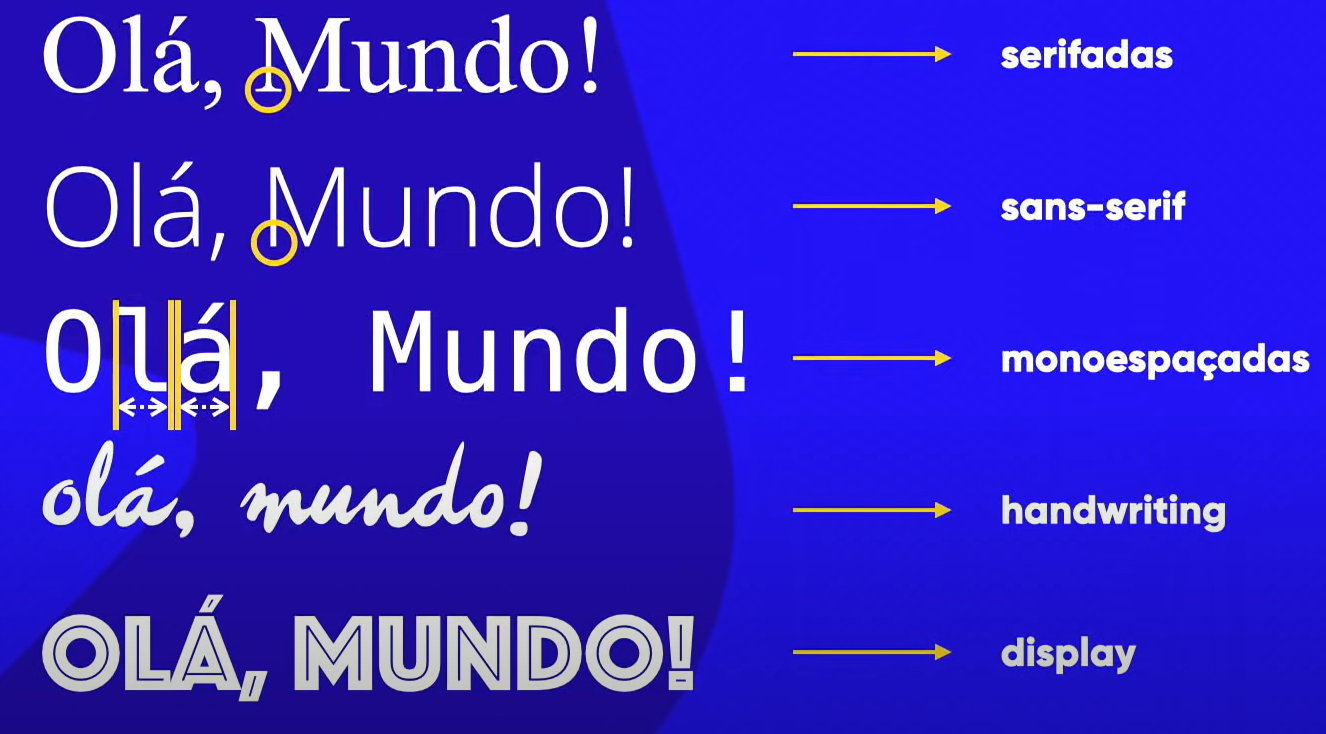 Olá, Mundo! serifadas
Olá, Mundo! sans-serif
Olá, Mundo! monoespaçadas
olá, mundo! handwriting
OLÁ, MUNDO! display